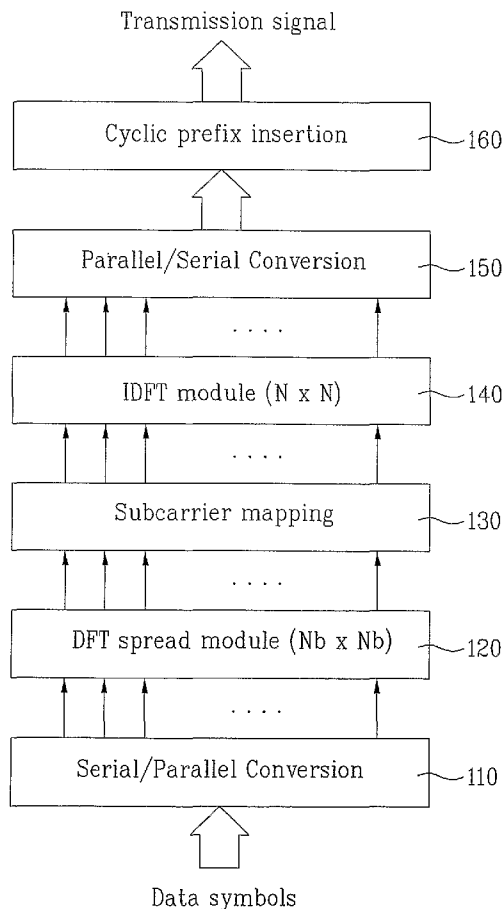 Transmission signal
Cyclic prefix insertion
160
Parallel/Serial Conversion
150
. . . .
IDFT module (N x N)
140
. . . .
Subcarrier mapping
130
. . . .
DFT spread module (Nb x Nb)
120
. . . .
Serial/Parallel Conversion
110
Data symbols